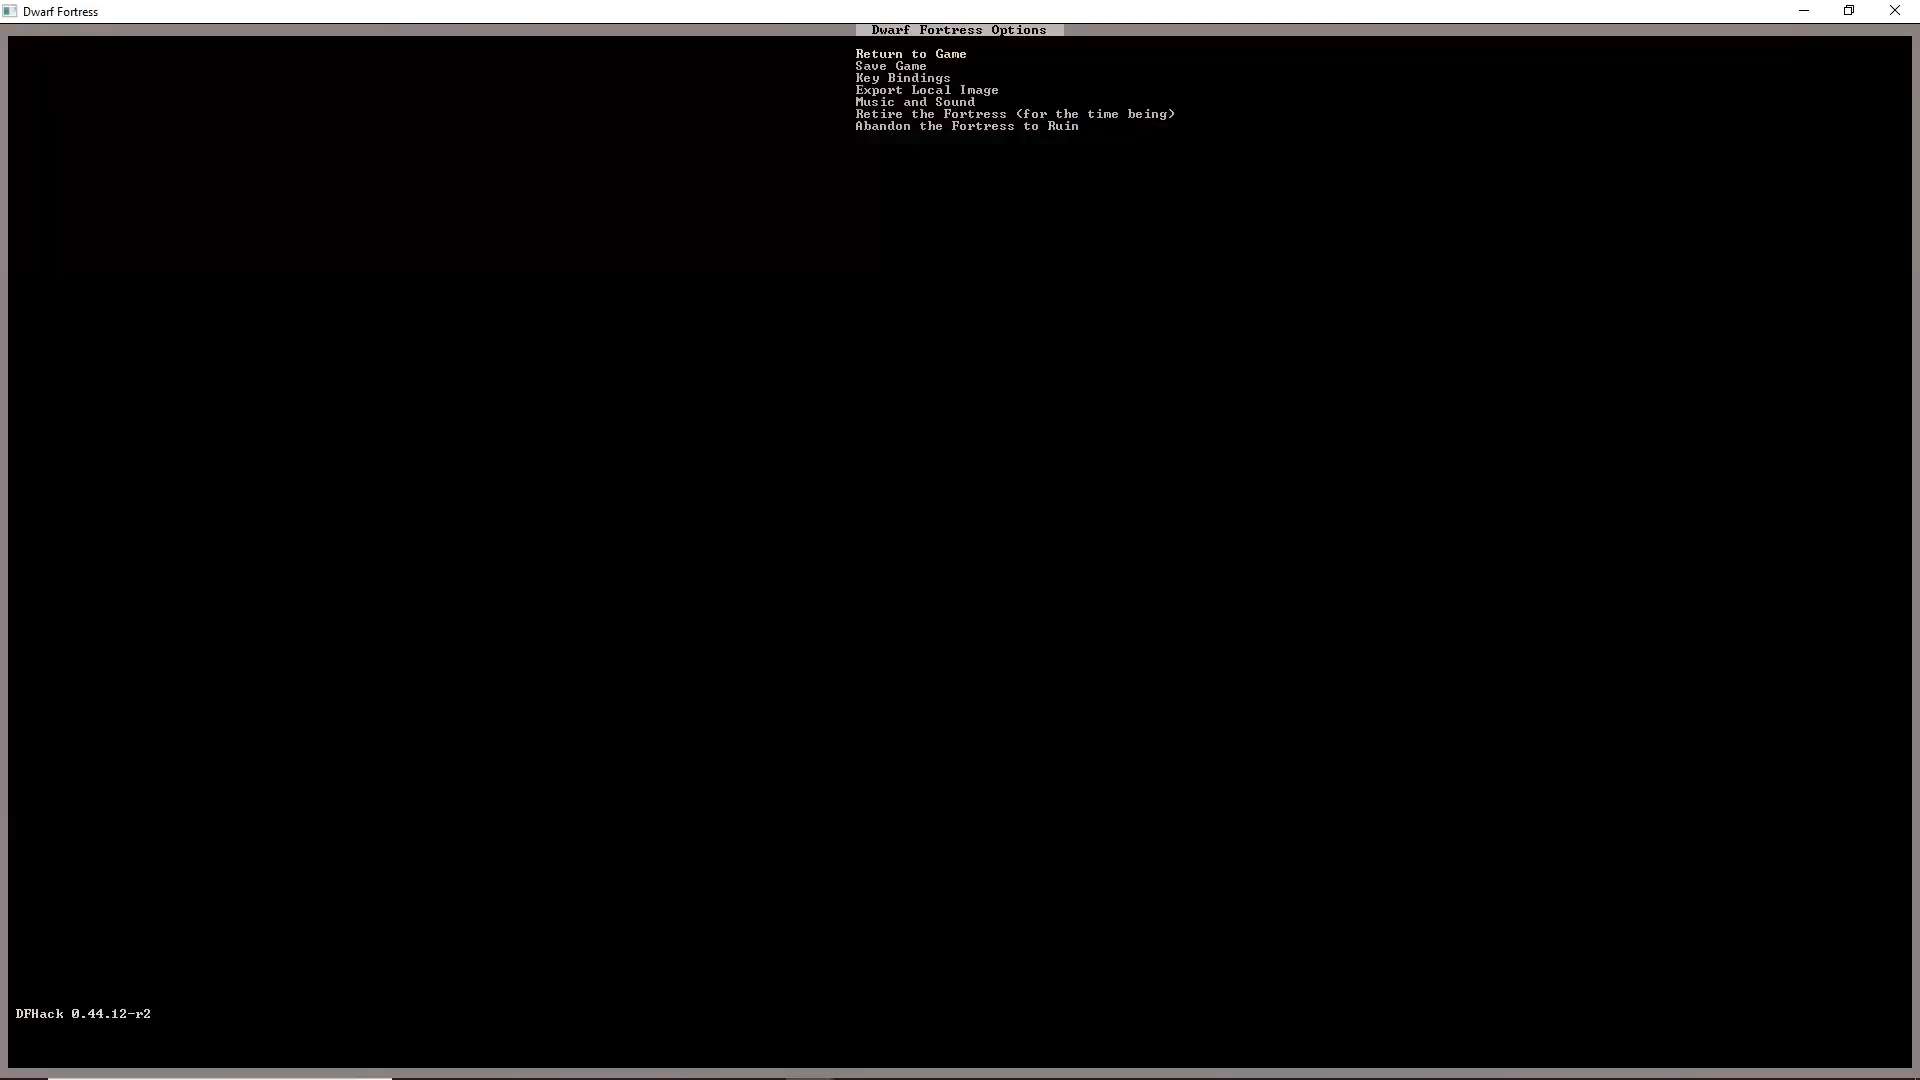 Dwarf Fortress
Dwarf Fortress Options
Return to Game
Save Game
Key Bindings
Export Local Image
Music and Sound
Retire the Fortress (for the time being)
Abandon the Fortress to Ruin
DFHack 0.44.12-r2